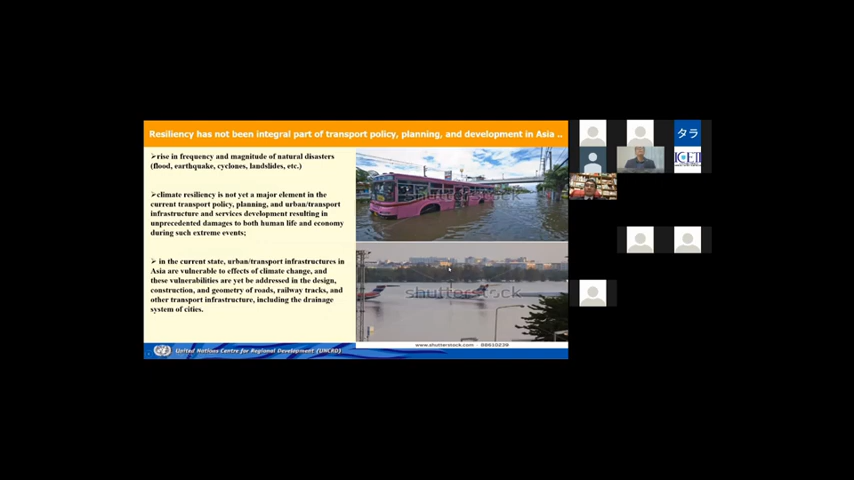 Resiliency has not been integral part of transport policy, planning, and development in Asia ..
➢rise in frequency and magnitude of natural disasters
(flood, earthquake, cyclones, landslides, etc.)
➢climate resiliency is not yet a major element in the
current transport policy, planning, and urban/transport
infrastructure and services development resulting in
unprecedented damages to both human life and economy
during such extreme events;
➢ in the current state, urban/transport infrastructures in
Asia are vulnerable to effects of climate change, and
these vulnerabilities are yet be addressed in the design,
construction, and geometry of roads, railway tracks, and
other transport infrastructure, including the drainage
system of cities.
shutterstock
shutterstock
www.shutterstock.com · 88610239
United Nations Centre for Regional Development (UNCRD)
タラ